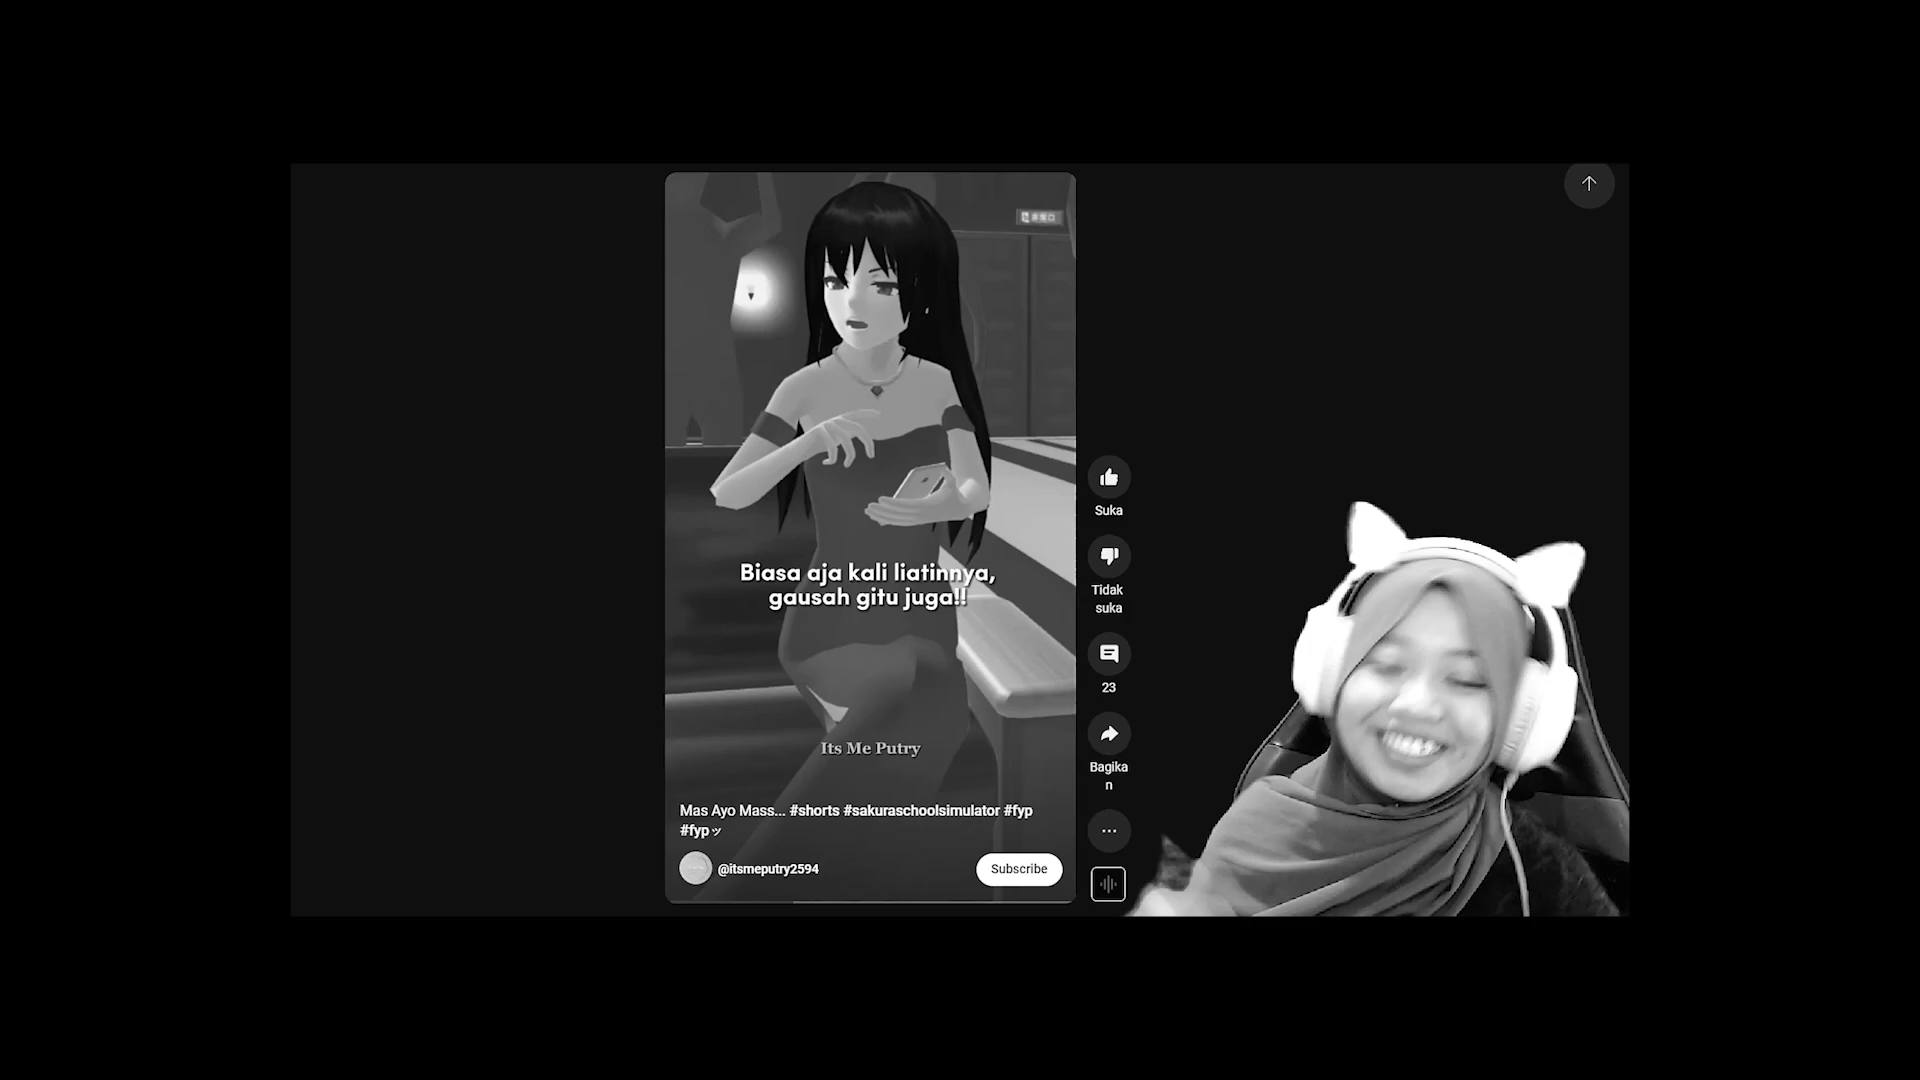 Biasa aja kali liatinnya,
gausah gitu juga!!
Its Me Putry
Mas Ayo Mass... #shorts #sakuraschoolsimulator #fyp
#fypッ
@itsmeputry2594
Subscribe
Suka
Tidak
suka
23
Bagika
n